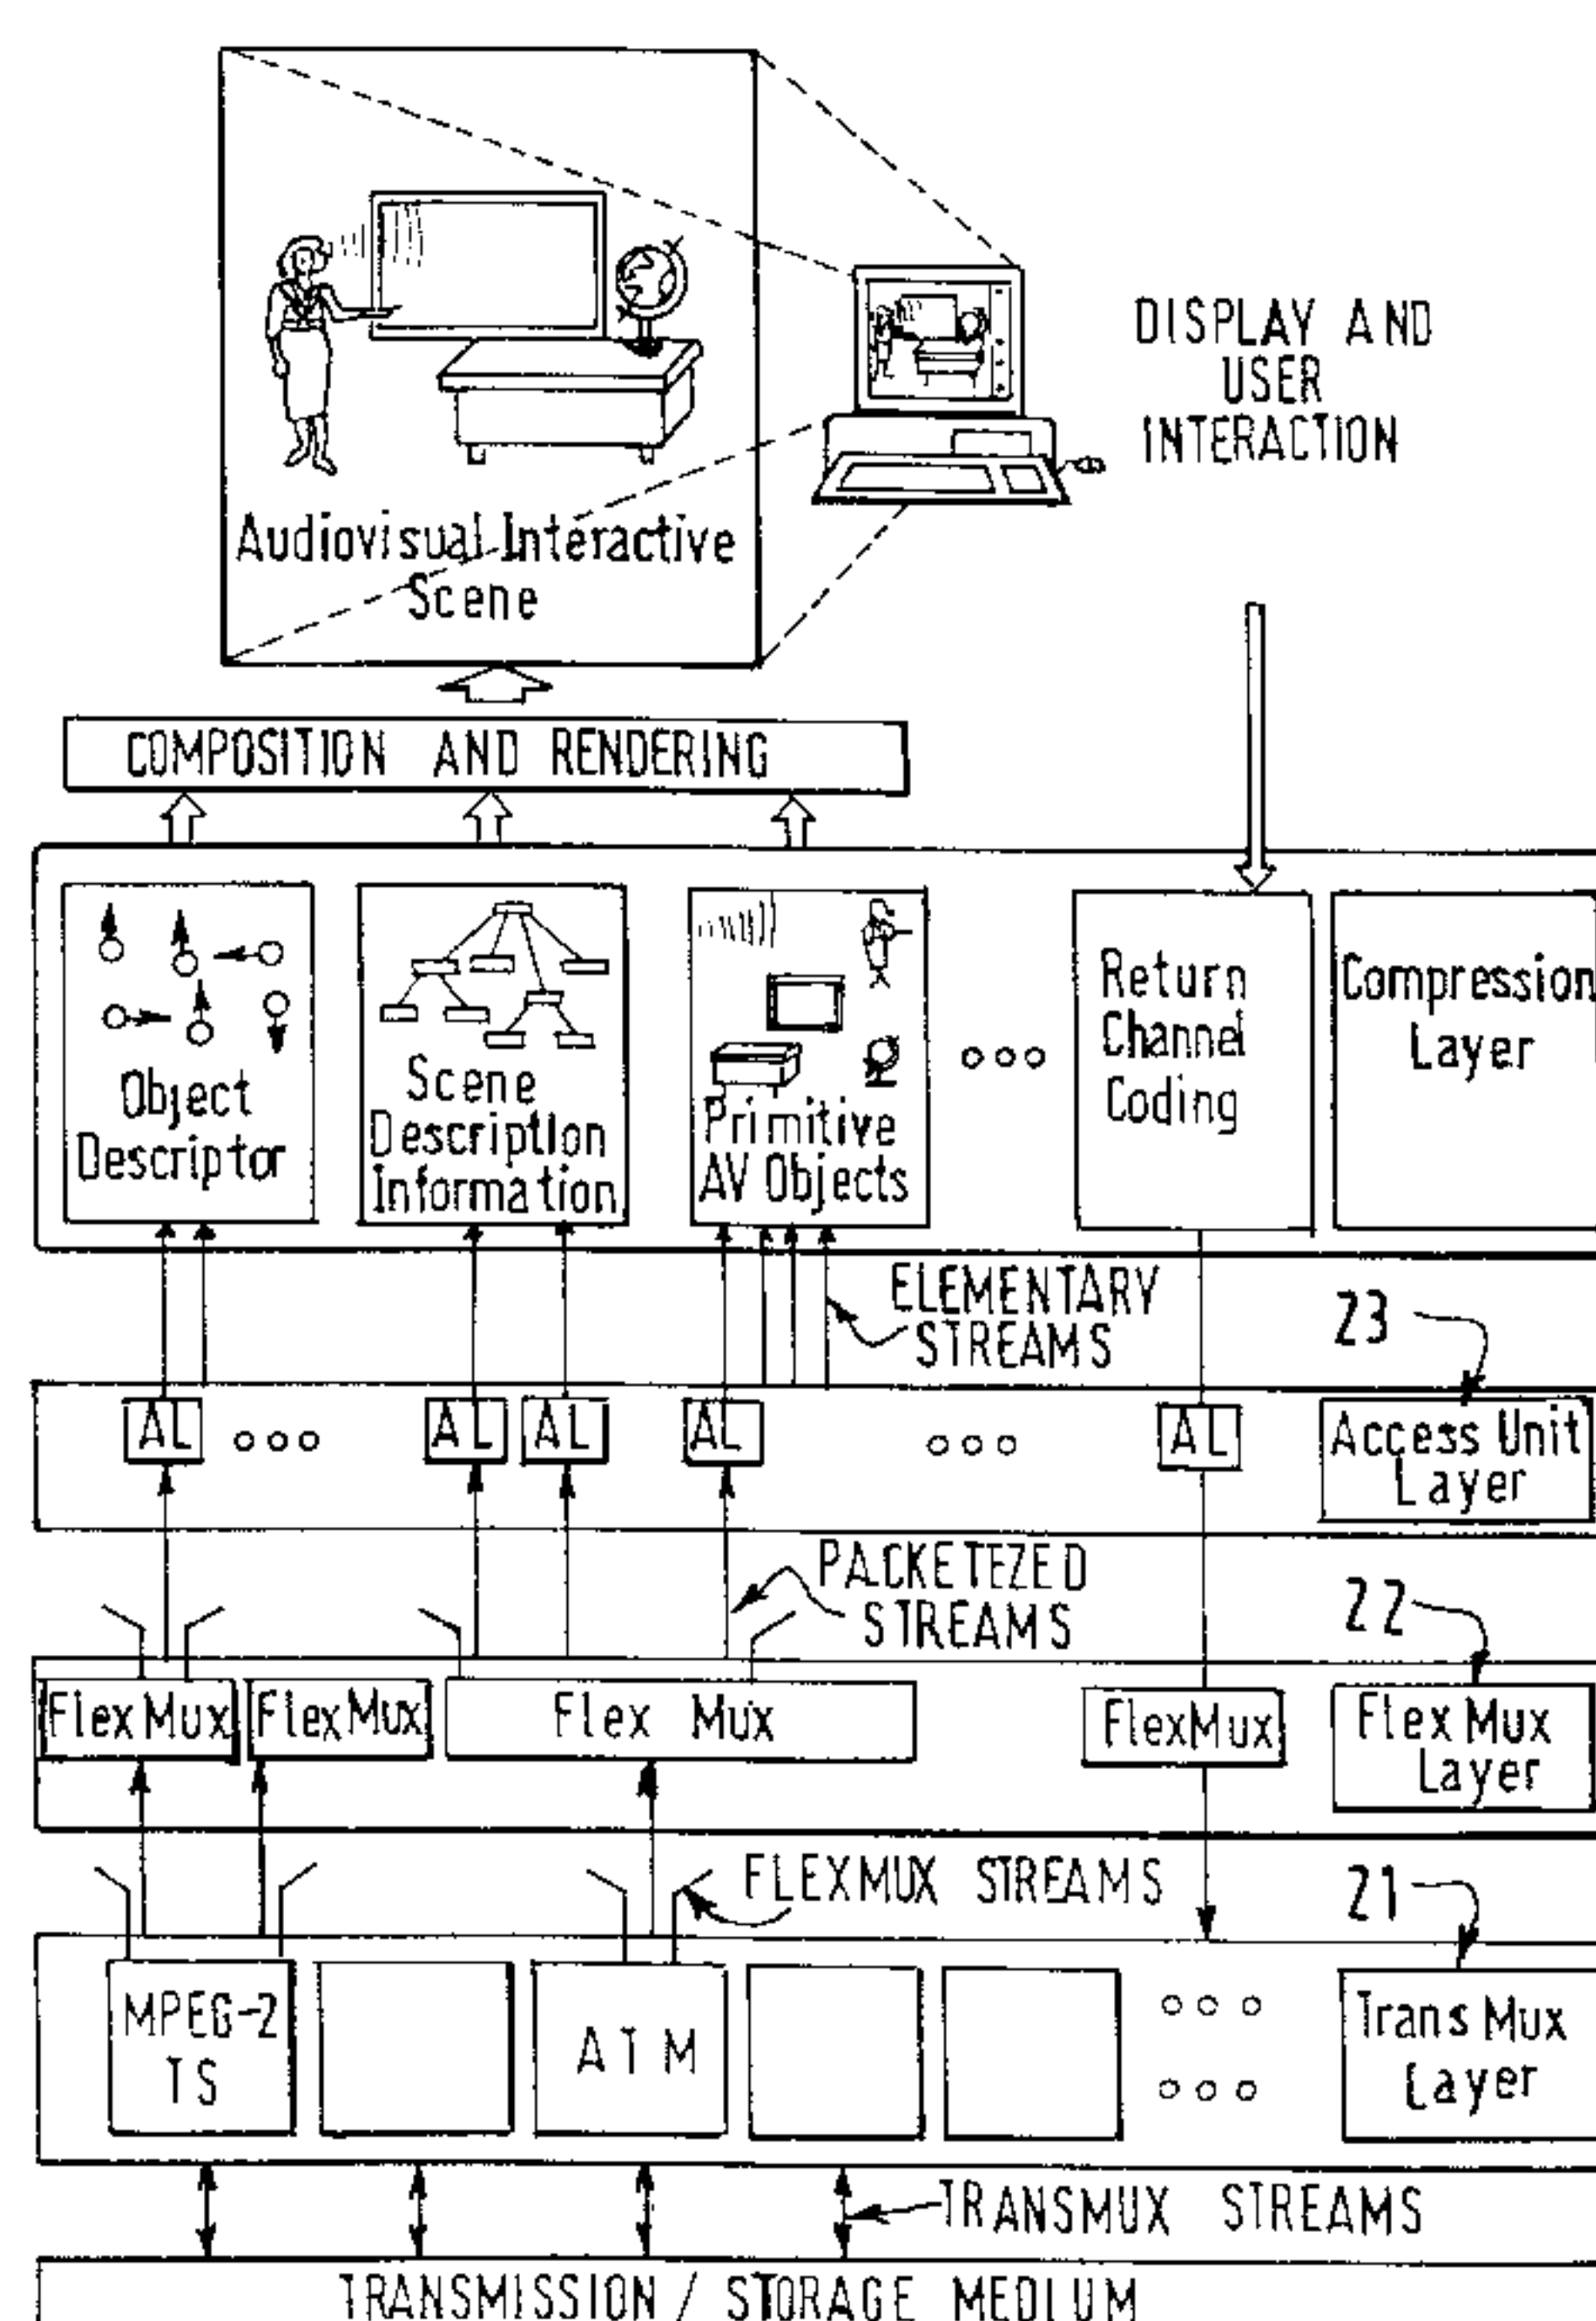 DISPLAY AND
USER
INTERACTION
Audiovisual Interactive
Scene
COMPOSITION AND RENDERING
Object
Descriptor
Scene
Description
Information
Primitive
AV Objects
Return
Channel
Coding
Compression
Layer
ELEMENTARY
STREAMS
23
AL
AL
AL
AL
AL
Access Unit
Layer
PACKETEZED
STREAMS
22
FlexMux
FlexMux
Flex Mux
FlexMux
Flex Mux
Layer
FLEXMUX STREAMS
21
MPEG-2
TS
ATM
Trans Mux
Layer
TRANSMUX STREAMS
TRANSMISSION / STORAGE MEDIUM